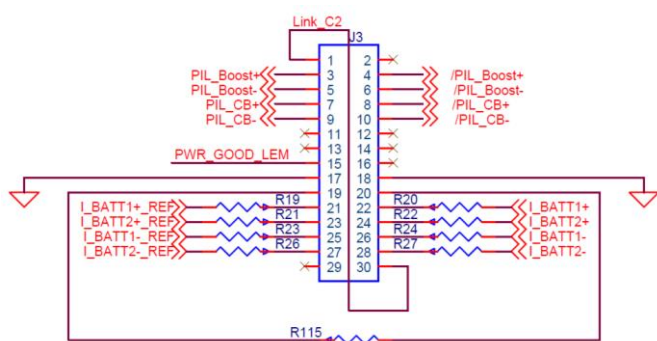 Link_C2
J3
1 2
PIL_Boost+ 3 4 /PIL_Boost+
PIL_Boost- 5 6 /PIL_Boost-
PIL_CB+ 7 8 /PIL_CB+
PIL_CB- 9 10 /PIL_CB-
11 12
13 14
PWR_GOOD_LEM 15 16
17 18
19 20
I_BATT1+_REF R19 21 22 R20 I_BATT1+
I_BATT2+_REF R21 23 24 R22 I_BATT2+
I_BATT1-_REF R23 25 26 R24 I_BATT1-
I_BATT2-_REF R26 27 28 R27 I_BATT2-
29 30
R115